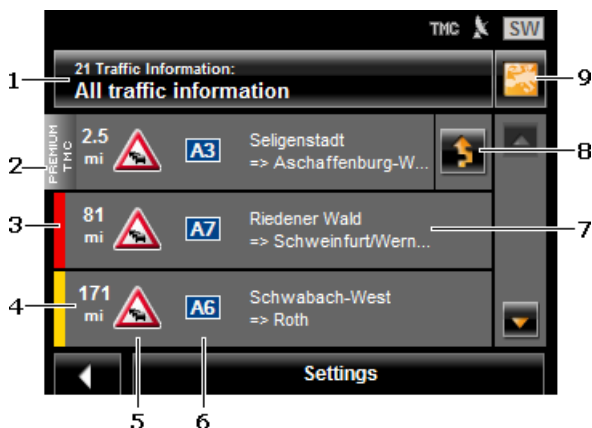 TMC SW
21 Traffic Information:
All traffic information
1
9
PREMIUM
TMC
2.5
mi
A3
Seligenstadt
=> Aschaffenburg-W...
2
8
81
mi
A7
Riedener Wald
=> Schweinfurt/Wern...
3
7
171
mi
A6
Schwabach-West
=> Roth
4
Settings
5
6